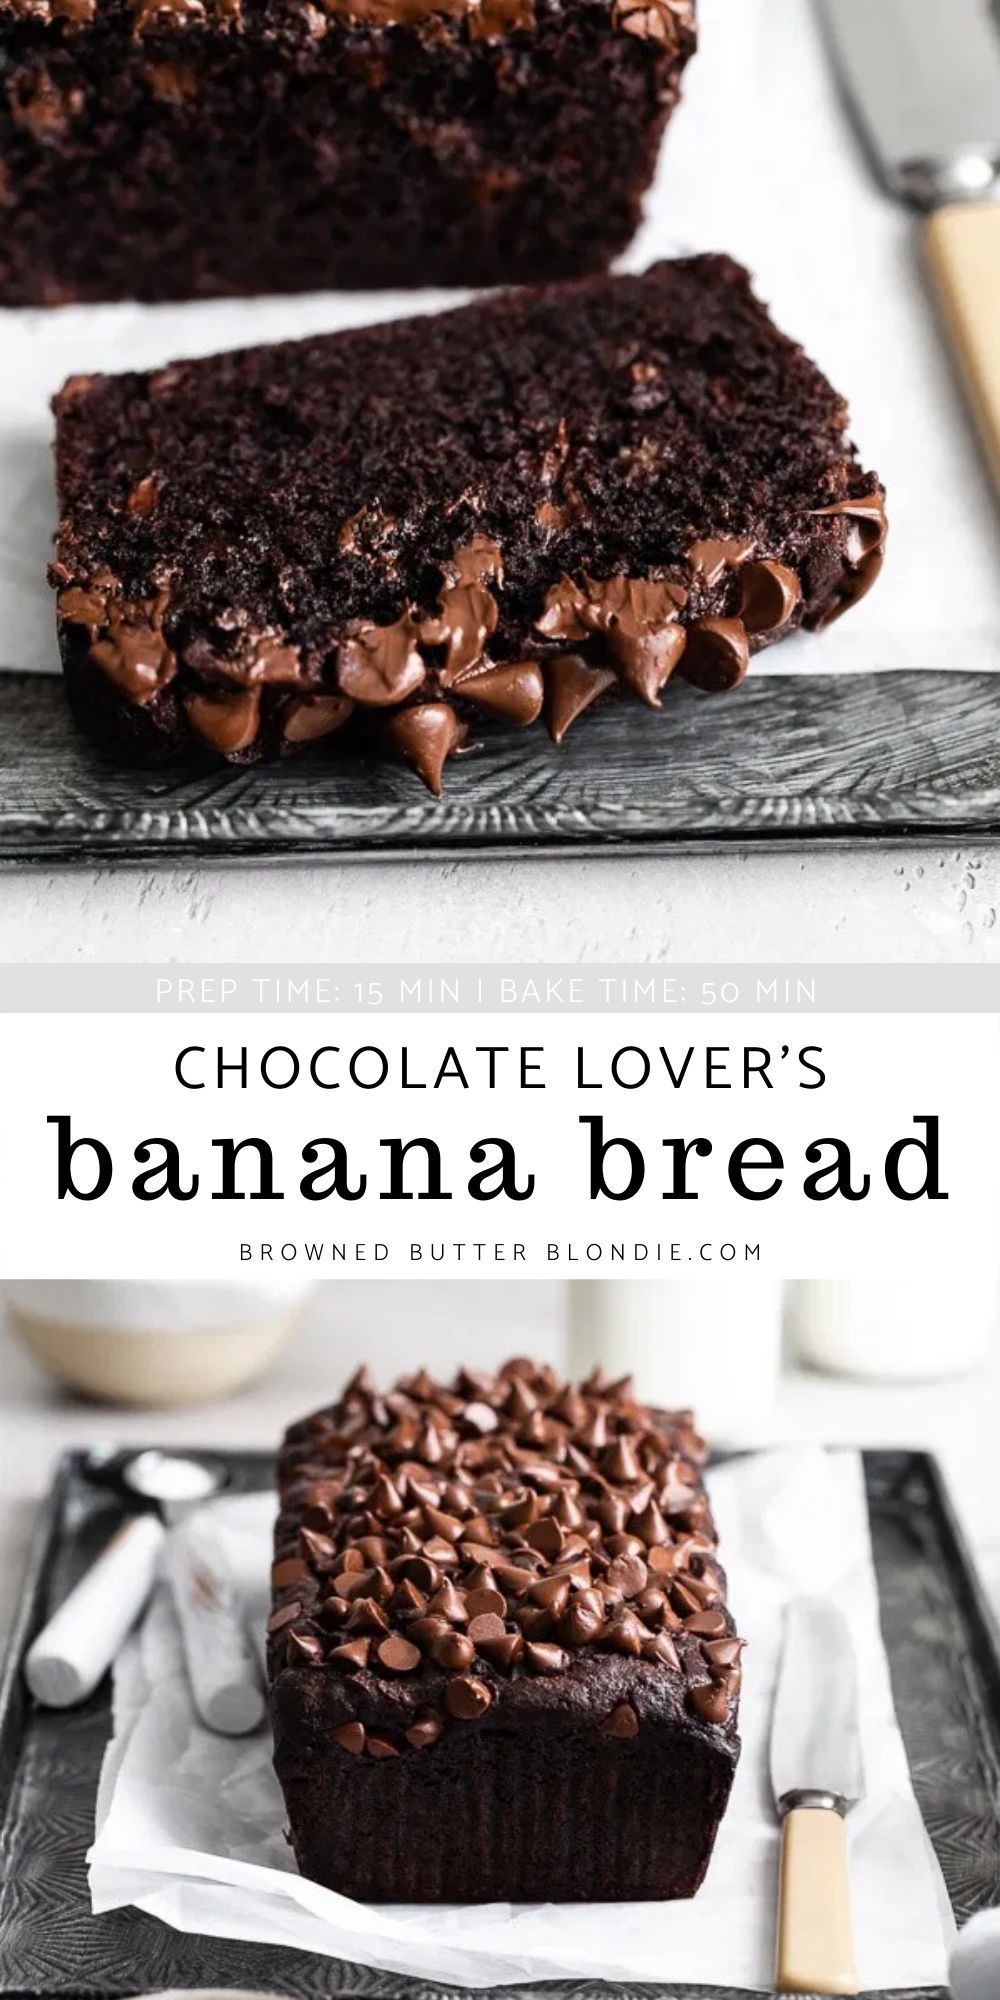 PREP TIME: 15 MIN | BAKE TIME: 50 MIN
CHOCOLATE LOVER'S
banana bread
BROWNED BUTTER BLONDIE.COM